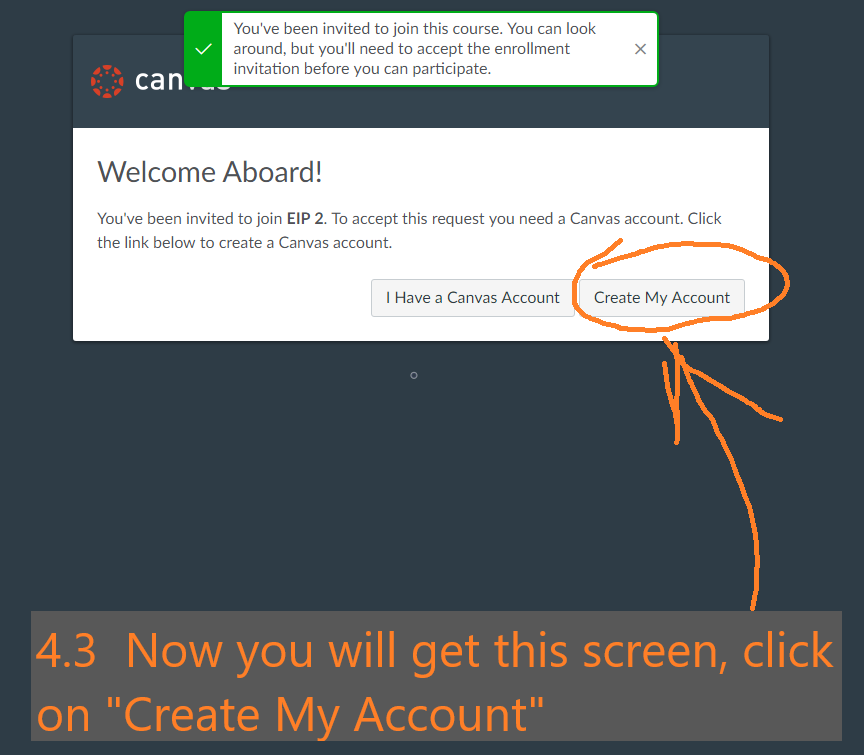 You've been invited to join this course. You can look
around, but you'll need to accept the enrollment
invitation before you can participate.
canvas
Welcome Aboard!
You've been invited to join EIP 2. To accept this request you need a Canvas account. Click
the link below to create a Canvas account.
I Have a Canvas Account
Create My Account
4.3 Now you will get this screen, click
on "Create My Account"